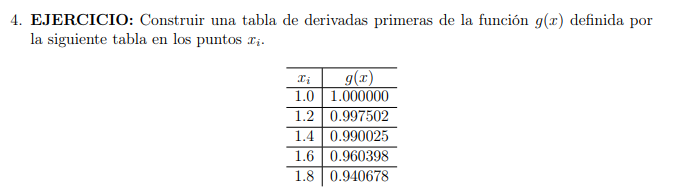 4. EJERCICIO: Construir una tabla de derivadas primeras de la función g(x) definida por
la siguiente tabla en los puntos xᵢ.
xᵢ g(x)
1.0 1.000000
1.2 0.997502
1.4 0.990025
1.6 0.960398
1.8 0.940678